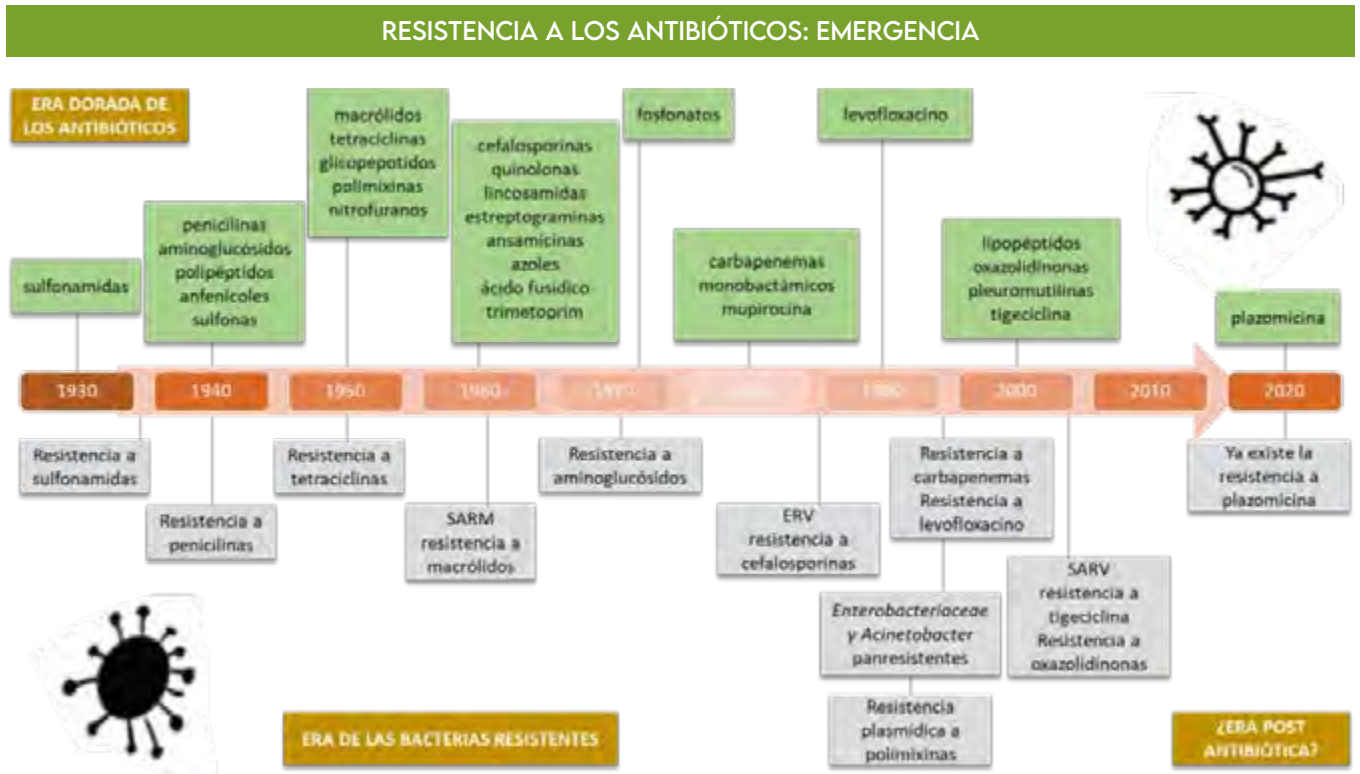 RESISTENCIA A LOS ANTIBIÓTICOS: EMERGENCIA
ERA DORADA DE
LOS ANTIBIÓTICOS
sulfonamidas
penicilinas
aminoglucósidos
polipéptidos
anfenicoles
sulfonas
macrólidos
tetraciclinas
glicopepotidos
polimixinas
nitrofuranos
cefalosporinas
quinolonas
lincosamidas
estreptograminas
ansamicinas
azoles
ácido fusídico
trimetoprim
fosfonatos
carbapenemas
monobactámicos
mupirocina
levofloxacino
lipopéptidos
oxazolidinonas
pleuromutilinas
tigeciclina
plazomicina
1930
1940
1950
1960
1970
1990
2000
2010
2020
Resistencia a
sulfonamidas
Resistencia a
penicilinas
Resistencia a
tetraciclinas
SARM
resistencia a
macrólidos
Resistencia a
aminoglucósidos
ERV
resistencia a
cefalosporinas
Resistencia a
carbapenemas
Resistencia a
levofloxacino
Enterobacteriaceae
y Acinetobacter
panresistentes
Resistencia
plasmídica a
polimixinas
SARV
resistencia a
tigeciclina
Resistencia a
oxazolidinonas
Ya existe la
resistencia a
plazomicina
ERA DE LAS BACTERIAS RESISTENTES
¿ERA POST
ANTIBIÓTICA?